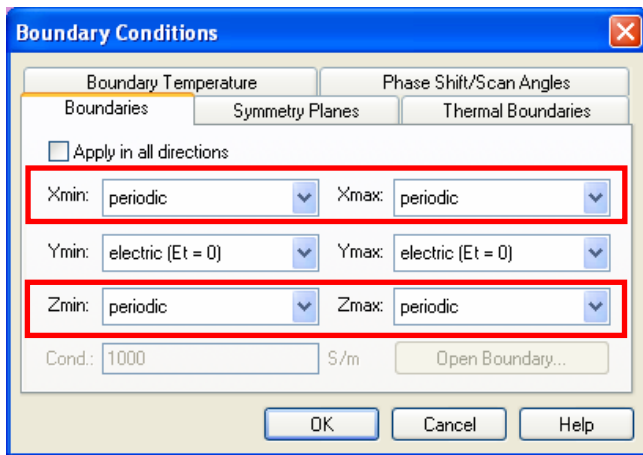 Boundary Conditions
Boundary Temperature Phase Shift/Scan Angles
Boundaries Symmetry Planes Thermal Boundaries
Apply in all directions
Xmin: periodic Xmax: periodic
Ymin: electric (Et = 0) Ymax: electric (Et = 0)
Zmin: periodic Zmax: periodic
Cond.: 1000 S/m Open Boundary...
OK Cancel Help